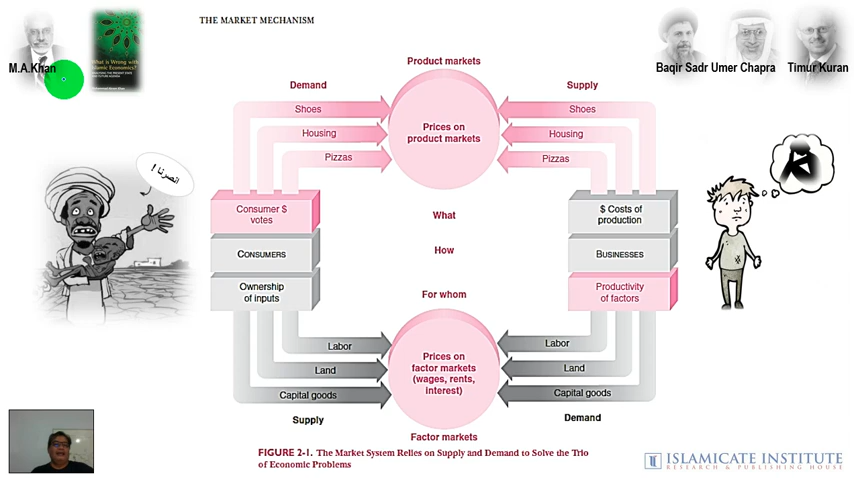 THE MARKET MECHANISM
M.A.Khan
What is Wrong with
Islamic Economics?
Baqir Sadr Umer Chapra
Timur Kuran
Product markets
Demand
Supply
Shoes
Housing
Pizzas
Prices on
product markets
Shoes
Housing
Pizzas
انصرنا !
Consumer $
votes
CONSUMERS
Ownership
of inputs
What
How
For whom
$ Costs of
production
BUSINESSES
Productivity
of factors
Labor
Land
Capital goods
Prices on
factor markets
(wages, rents,
interest)
Labor
Land
Capital goods
Supply
Demand
Factor markets
FIGURE 2-1. The Market System Relies on Supply and Demand to Solve the Trio
of Economic Problems
ISLAMICATE INSTITUTE
RESEARCH & PUBLISHING HOUSE